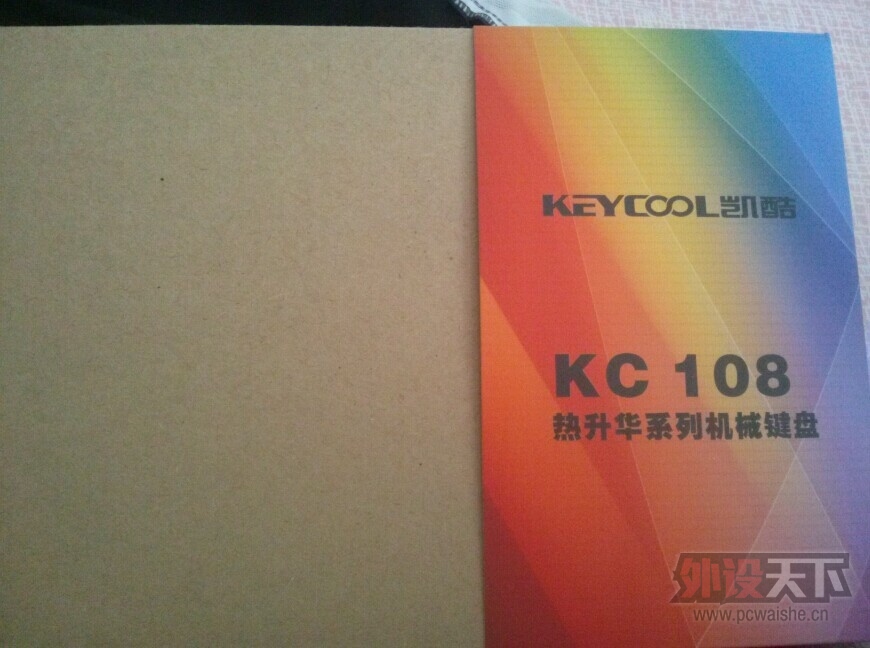 KEYCOOL凯酷
KC 108
热升华系列机械键盘
外设天下
www.pcwaishe.cn